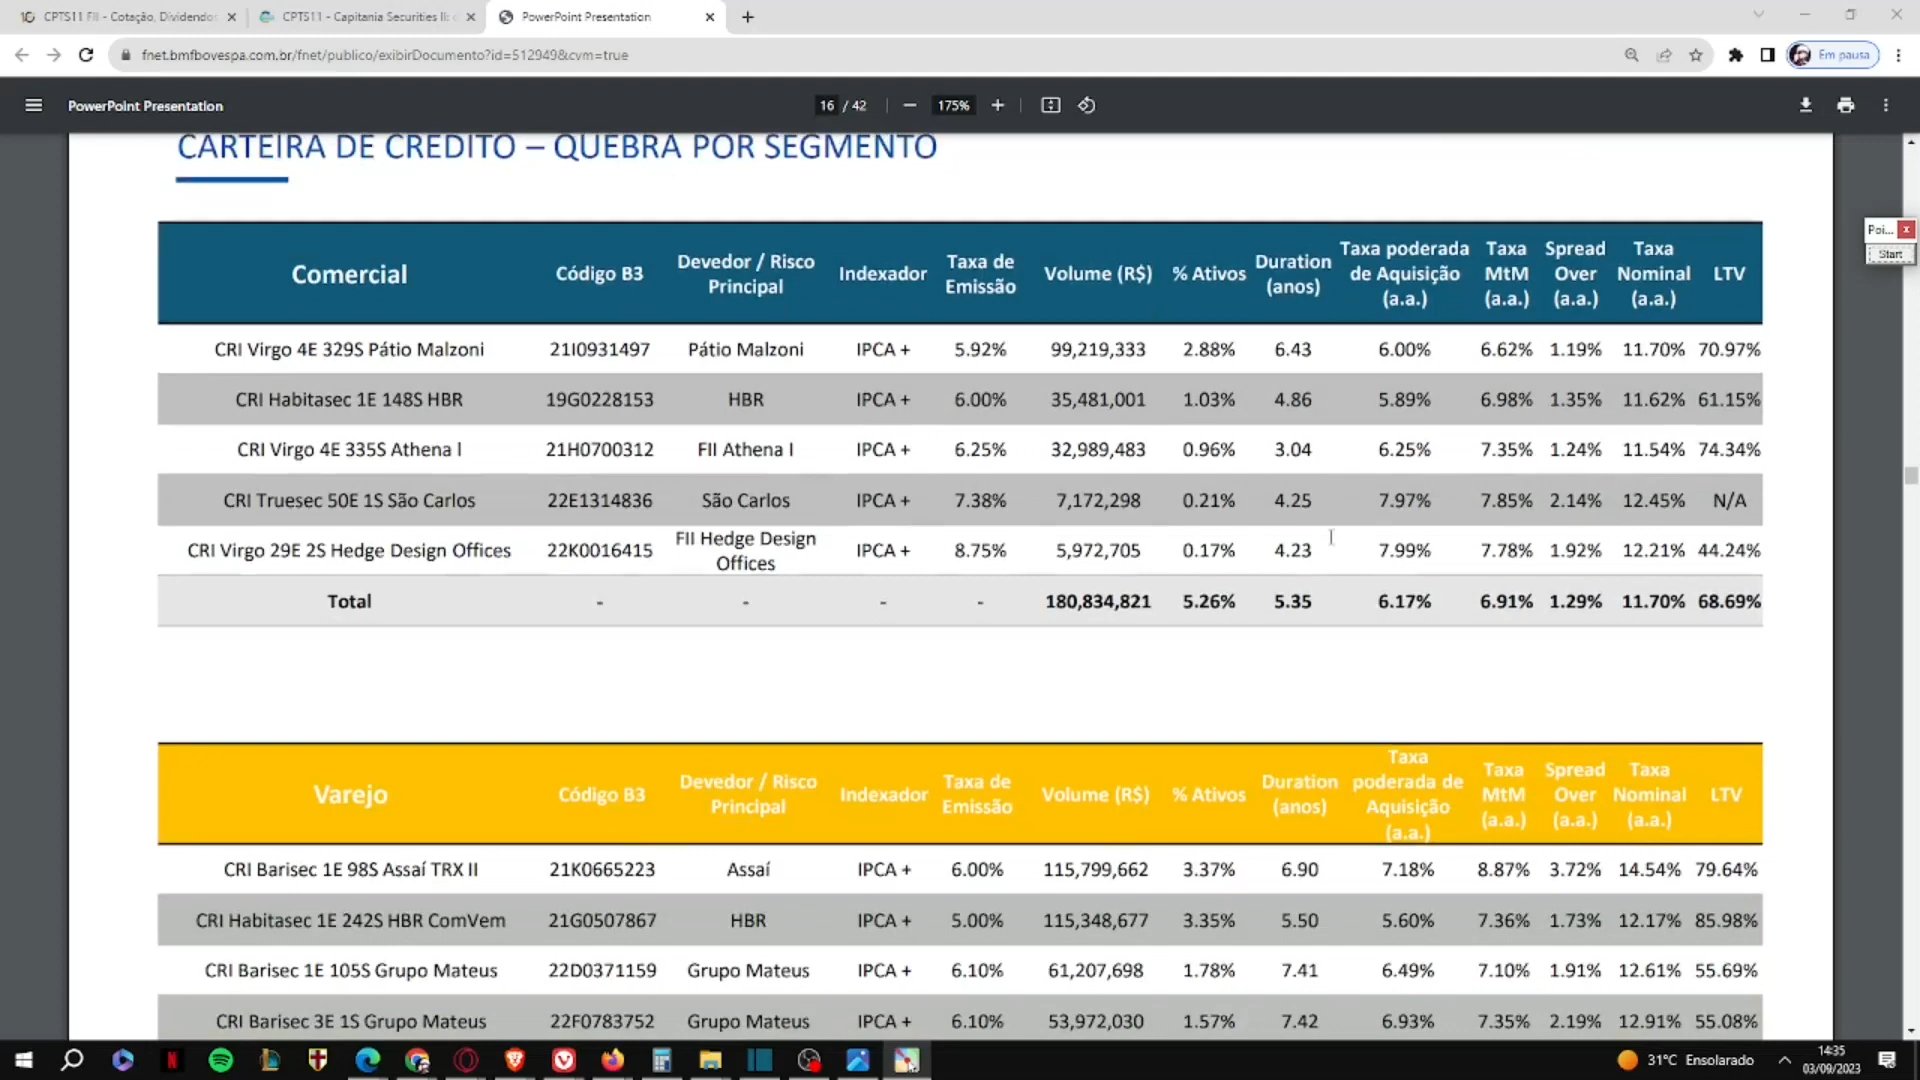 CPTS11 FII - Cotação, Dividendos
CPTS11 - Capitania Securities II:
PowerPoint Presentation
fnet.bmfbovespa.com.br/fnet/publico/exibirDocumento?id=512949&cvm=true
Em pausa
PowerPoint Presentation
16 / 42
175%
CARTEIRA DE CRÉDITO – QUEBRA POR SEGMENTO
Poi...
Start
Comercial Código B3 Devedor / Risco Principal Indexador Taxa de Emissão Volume (R$) % Ativos Duration (anos) Taxa poderada de Aquisição (a.a.) Taxa MtM (a.a.) Spread Over (a.a.) Taxa Nominal (a.a.) LTV
CRI Virgo 4E 329S Pátio Malzoni 21I0931497 Pátio Malzoni IPCA + 5.92% 99,219,333 2.88% 6.43 6.00% 6.62% 1.19% 11.70% 70.97%
CRI Habitasec 1E 148S HBR 19G0228153 HBR IPCA + 6.00% 35,481,001 1.03% 4.86 5.89% 6.98% 1.35% 11.62% 61.15%
CRI Virgo 4E 335S Athena I 21H0700312 FII Athena I IPCA + 6.25% 32,989,483 0.96% 3.04 6.25% 7.35% 1.24% 11.54% 74.34%
CRI Truesec 50E 1S São Carlos 22E1314836 São Carlos IPCA + 7.38% 7,172,298 0.21% 4.25 7.97% 7.85% 2.14% 12.45% N/A
CRI Virgo 29E 2S Hedge Design Offices 22K0016415 FII Hedge Design Offices IPCA + 8.75% 5,972,705 0.17% 4.23 7.99% 7.78% 1.92% 12.21% 44.24%
Total - - - - 180,834,821 5.26% 5.35 6.17% 6.91% 1.29% 11.70% 68.69%
Varejo Código B3 Devedor / Risco Principal Indexador Taxa de Emissão Volume (R$) % Ativos Duration (anos) Taxa poderada de Aquisição (a.a.) Taxa MtM (a.a.) Spread Over (a.a.) Taxa Nominal (a.a.) LTV
CRI Barisec 1E 98S Assaí TRX II 21K0665223 Assaí IPCA + 6.00% 115,799,662 3.37% 6.90 7.18% 8.87% 3.72% 14.54% 79.64%
CRI Habitasec 1E 242S HBR ComVem 21G0507867 HBR IPCA + 5.00% 115,348,677 3.35% 5.50 5.60% 7.36% 1.73% 12.17% 85.98%
CRI Barisec 1E 105S Grupo Mateus 22D0371159 Grupo Mateus IPCA + 6.10% 61,207,698 1.78% 7.41 6.49% 7.10% 1.91% 12.61% 55.69%
CRI Barisec 3E 1S Grupo Mateus 22F0783752 Grupo Mateus IPCA + 6.10% 53,972,030 1.57% 7.42 6.93% 7.35% 2.19% 12.91% 55.08%
31°C Ensolarado
14:35
03/09/2023